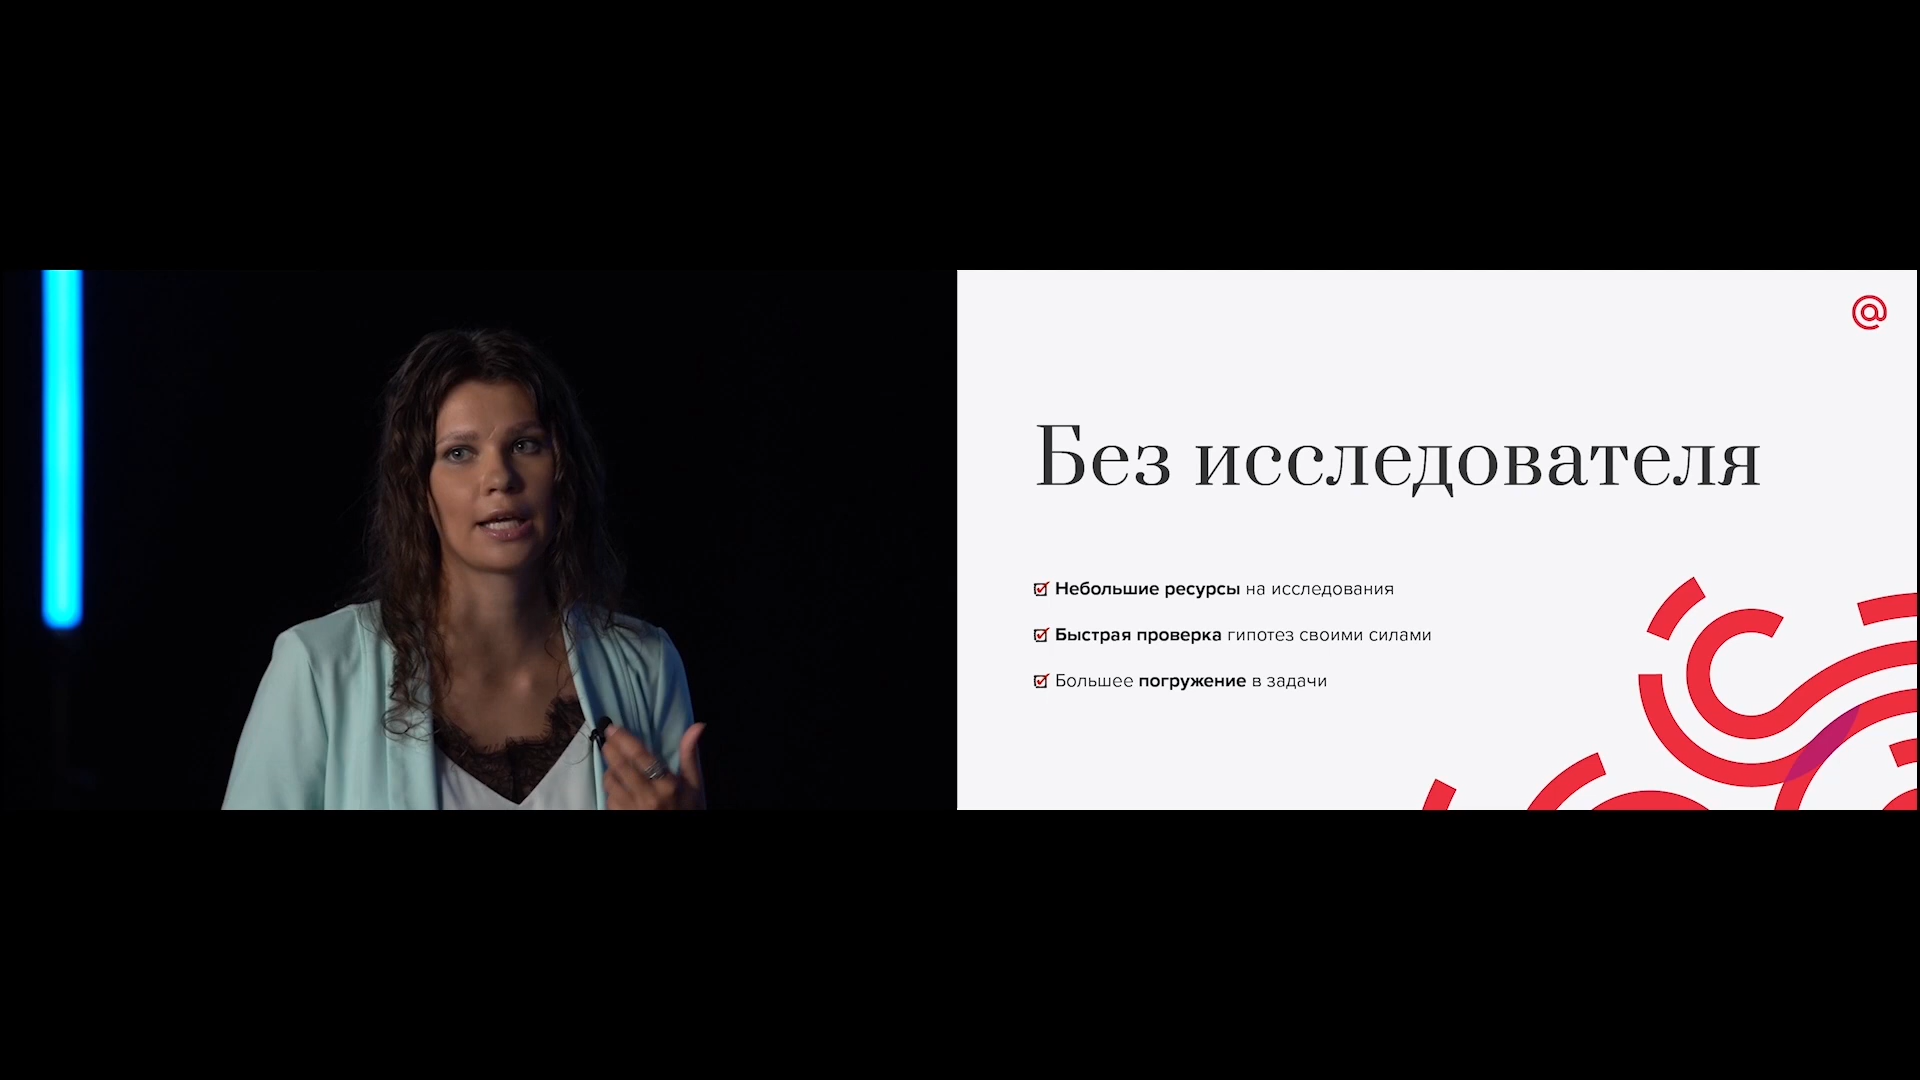 @
Без исследователя
Небольшие ресурсы на исследования
Быстрая проверка гипотез своими силами
Большее погружение в задачи